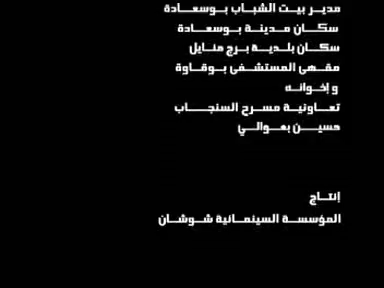 مدير بيت الشباب بوسعادة
سكان مدينة بوسعادة
سكان بلدية برج منايل
مقهى المستشفى بوقاوة
و إخوانه
تعاونية مسرح السنجاب
حسين بعوالي
إنتاج
المؤسسة السينمائية شوشان